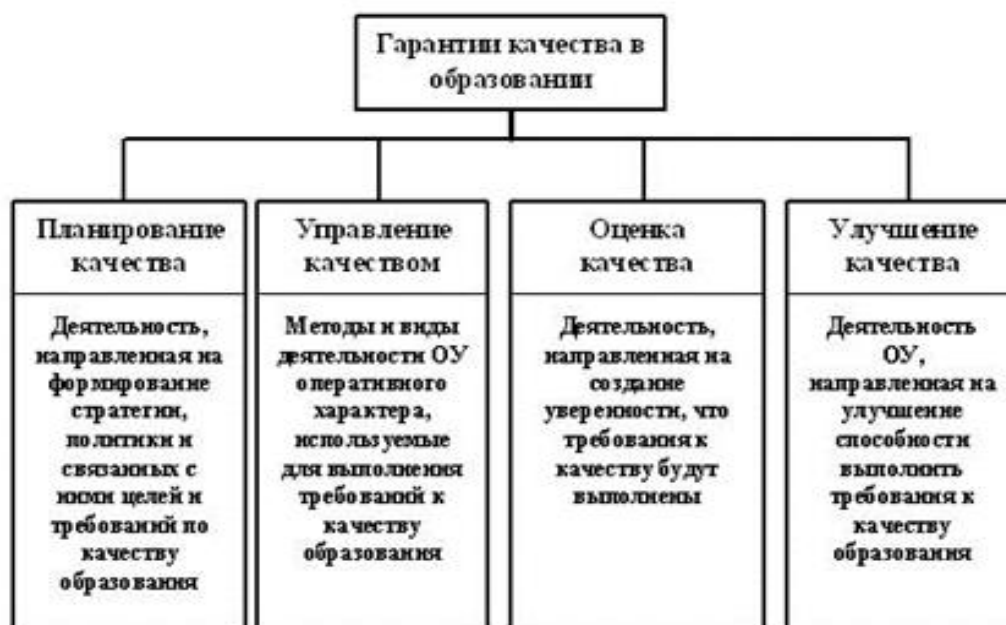 Гарантии качества в
образовании
Планирование
качества
Деятельность,
направленная на
формирование
стратегии,
политики и
связанных с
ними целей и
требований по
качеству
образования
Управление
качеством
Методы и виды
деятельности ОУ
оперативного
характера,
используемые
для выполнения
требований к
качеству
образования
Оценка
качества
Деятельность,
направленная на
создание
уверенности, что
требования к
качеству будут
выполнены
Улучшение
качества
Деятельность
ОУ,
направленная на
улучшение
способности
выполнить
требования к
качеству
образования